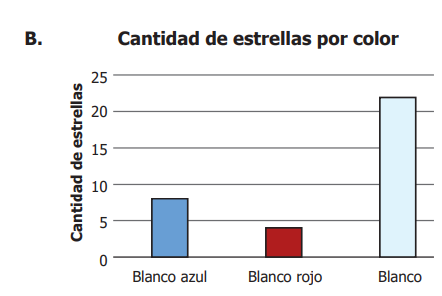 B.
Cantidad de estrellas por color
Cantidad de estrellas
25
20
15
10
5
0
Blanco azul
Blanco rojo
Blanco